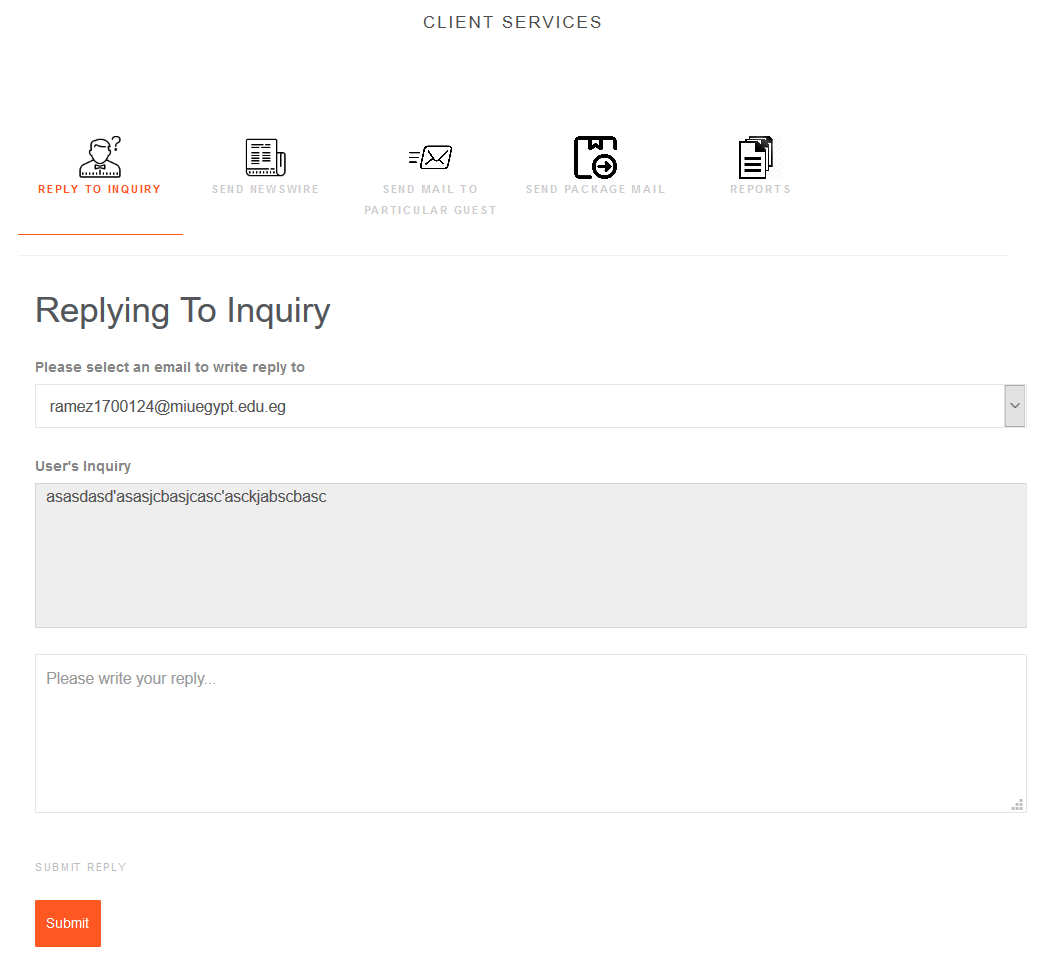 CLIENT SERVICES
REPLY TO INQUIRY
SEND NEWSWIRE
SEND MAIL TO
PARTICULAR GUEST
SEND PACKAGE MAIL
REPORTS
Replying To Inquiry
Please select an email to write reply to
ramez1700124@miuegypt.edu.eg
User's Inquiry
asasdasd'asasjcbasjcasc'asckjabscbasc
Please write your reply...
SUBMIT REPLY
Submit